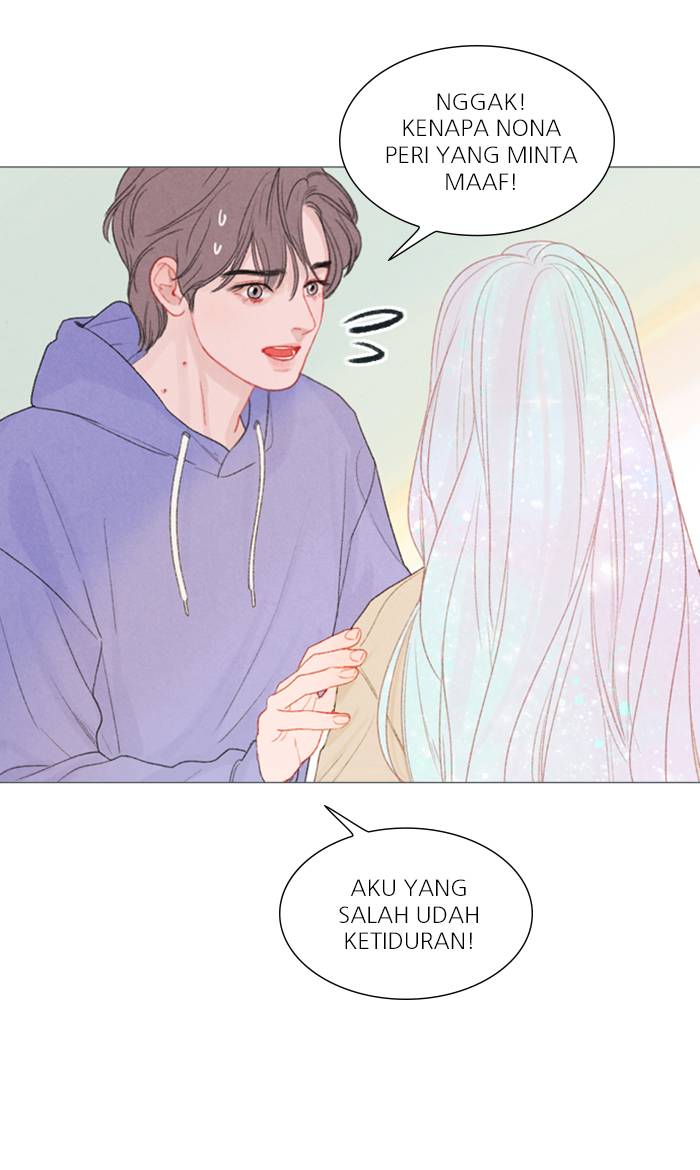 NGGAK!
KENAPA NONA
PERI YANG MINTA
MAAF!
AKU YANG
SALAH UDAH
KETIDURAN!